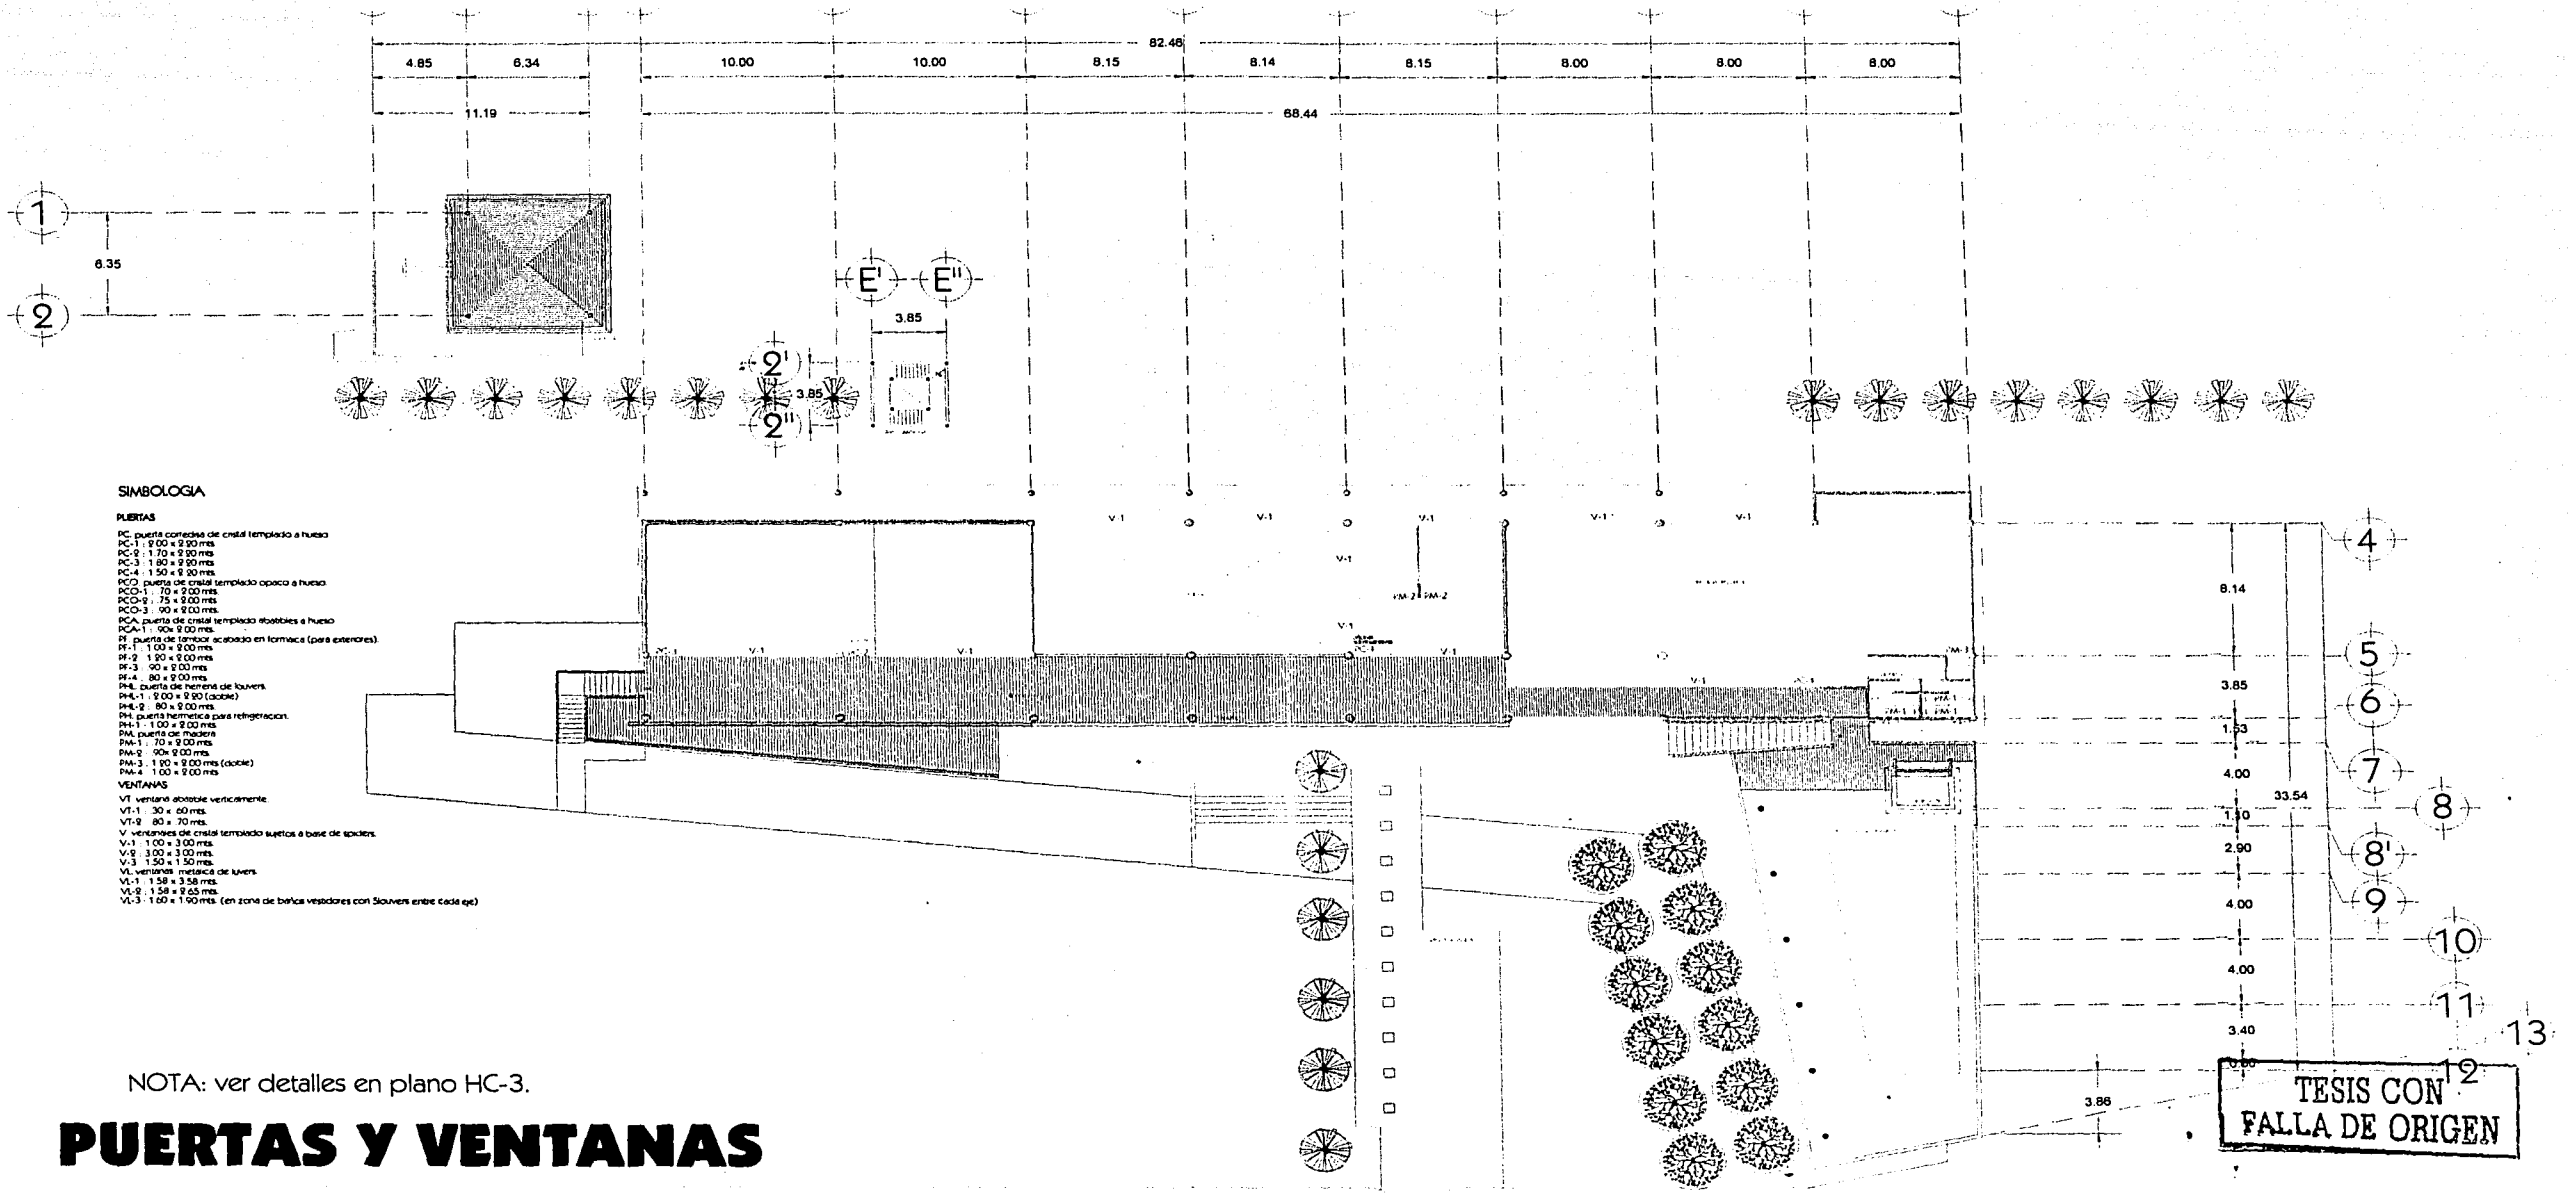 82.46
4.85 6.34 10.00 10.00 8.15 8.14 8.15 8.00 8.00 8.00
11.19 68.44
1
6.35
2
E' E''
3.85
2'
3.85
2''
SIMBOLOGIA
PUERTAS
PC. puerta corrediza de cristal templado a hueso
PC-1 : 2.00 x 2.20 mts
PC-2 : 1.70 x 2.20 mts
PC-3 : 1.80 x 2.20 mts
PC-4 : 1.50 x 2.20 mts
PCO. puerta de cristal templado opaco a hueso
PCO-1 : .70 x 2.00 mts.
PCO-2 : .75 x 2.00 mts
PCO-3 : .90 x 2.00 mts.
PCA. puerta de cristal templado abatibles a hueso
PCA-1 : .90x 2.00 mts.
PF. puerta de tambor acabado en formaica (para exteriores).
PF-1 : 1.00 x 2.00 mts
PF-2 : 1.20 x 2.00 mts
PF-3 : .90 x 2.00 mts
PF-4 : .80 x 2.00 mts
PHL. puerta de herreria de louvers.
PHL-1 : 2.00 x 2.20 (doble)
PHL-2 : .80 x 2.00 mts.
PH. puerta hermetica para refrigeracion.
PH-1 : 1.00 x 2.00 mts
PM. puerta de madera
PM-1 : .70 x 2.00 mts
PM-2 : .90x 2.00 mts
PM-3 : 1.20 x 2.00 mts (doble)
PM-4 : 1.00 x 2.00 mts
VENTANAS
VT ventana abatible verticalmente.
VT-1 : .30 x .60 mts.
VT-2 : .80 x .70 mts.
V ventanales de cristal templado sujetos a base de spiders.
V-1 : 1.00 x 3.00 mts.
V-2 : 3.00 x 3.00 mts.
V-3 : 1.50 x 1.50 mts.
VL. ventanas metalica de luvers.
VL-1 : 1.58 x 3.58 mts.
VL-2 : 1.58 x 2.65 mts.
VL-3 : 1.60 x 1.90 mts. (en zona de baños vestidores con 5louvers entre cada eje)
V-1 V-1 V-1 V-1 V-1
V-1
PM-2 PM-2
V-1
PC-1 V-1 V-1 PC-1 V-1
PM-3
V-1 PC-1
PM-1
PM-1 PM-1
4
8.14
5
3.85
6
1.53
7
4.00
33.54
8
1.10
8'
2.90
9
4.00
10
4.00
11
3.40
13
12
3.86
NOTA: ver detalles en plano HC-3.
PUERTAS Y VENTANAS
TESIS CON
FALLA DE ORIGEN